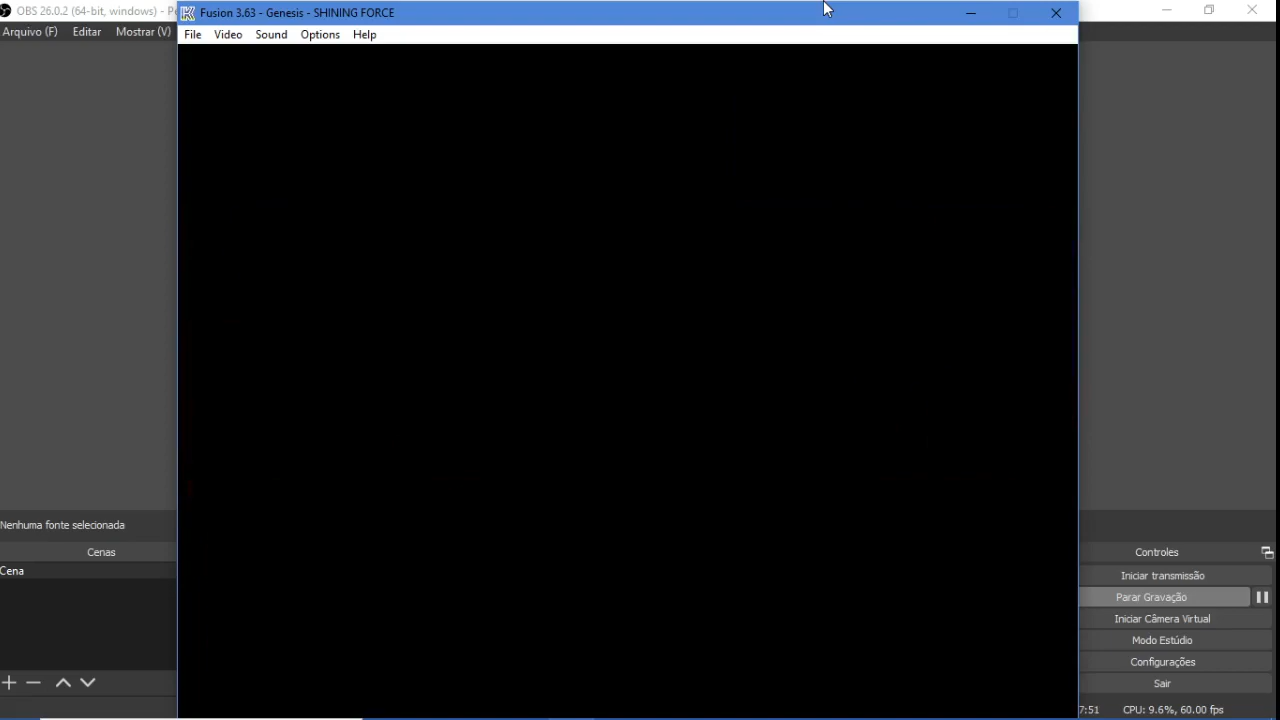 OBS 26.0.2 (64-bit, windows) - Pe
Fusion 3.63 - Genesis - SHINING FORCE
Arquivo (F) Editar Mostrar (V)
File Video Sound Options Help
Nenhuma fonte selecionada
Cenas
Cena
Controles
Iniciar transmissão
Parar Gravação
Iniciar Câmera Virtual
Modo Estúdio
Configurações
Sair
7:51 CPU: 9.6%, 60.00 fps